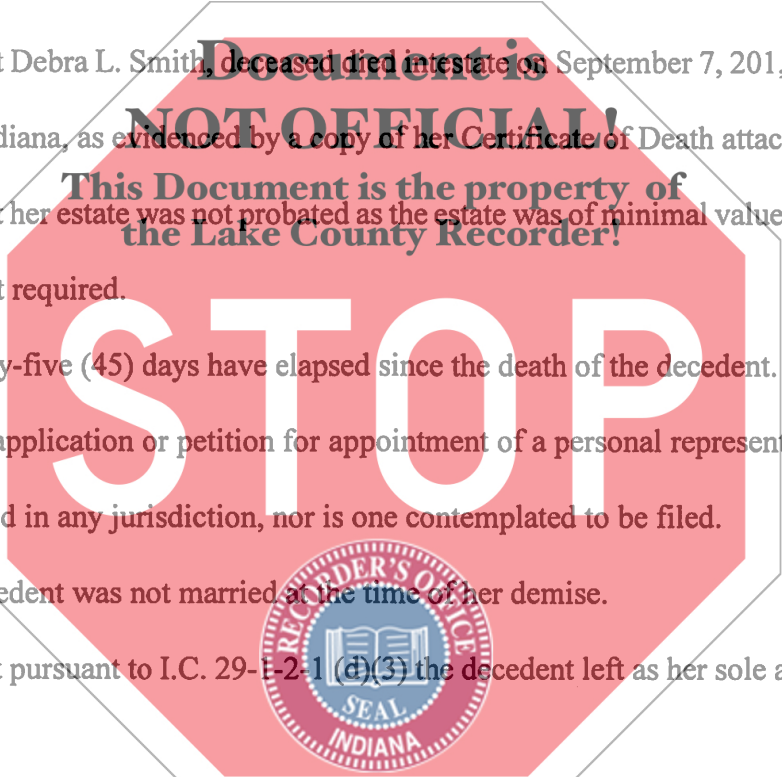 t Debra L. Smith, deceased died intestate on September 7, 201
Document is
diana, as evidenced by a copy of her Certificate of Death attac
NOT OFFICIAL!
This Document is the property of
t her estate was not probated as the estate was of minimal value
the Lake County Recorder!
t required.
y-five (45) days have elapsed since the death of the decedent.
STOP
application or petition for appointment of a personal represent
d in any jurisdiction, nor is one contemplated to be filed.
edent was not married at the time of her demise.
t pursuant to I.C. 29-1-2-1 (d)(3) the decedent left as her sole a
RECORDER'S OFFICE
SEAL
INDIANA